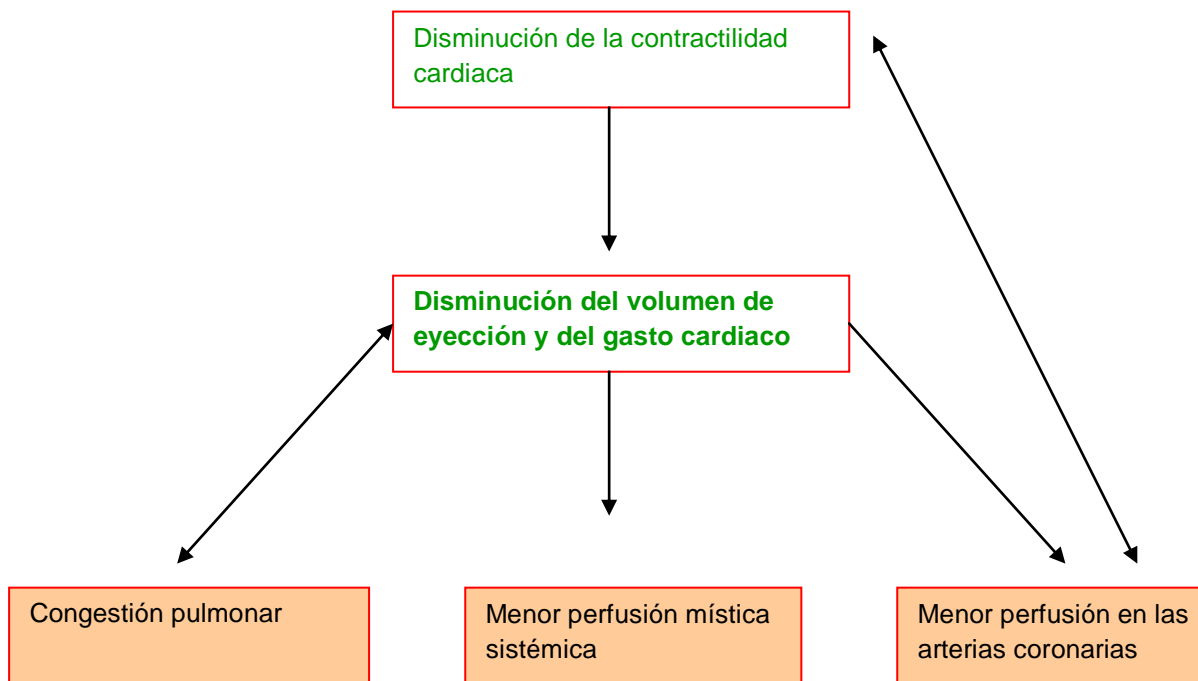 Disminución de la contractilidad
cardiaca
Disminución del volumen de
eyección y del gasto cardiaco
Congestión pulmonar
Menor perfusión mística
sistémica
Menor perfusión en las
arterias coronarias